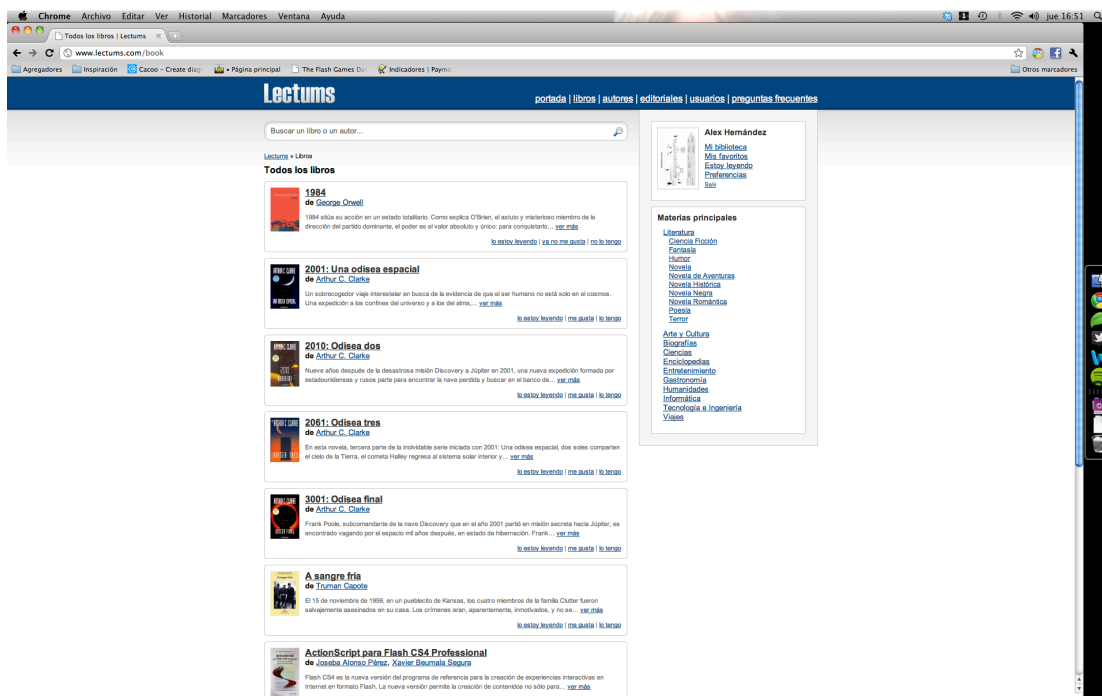 Chrome Archivo Editar Ver Historial Marcadores Ventana Ayuda
jue 16:51
Todos los libros | Lectums
www.lectums.com/book
Agregadores Inspiración Cacoo - Create diag Página principal The Flash Games Dat Indicadores | Paymo Otros marcadores
Lectums
portada | libros | autores | editoriales | usuarios | preguntas frecuentes
Buscar un libro o un autor...
Lectums » Libros
Todos los libros
1984
de George Orwell
1984 sitúa su acción en un estado totalitario. Como explica O'Brien, el astuto y misterioso miembro de la
dirección del partido dominante, el poder es el valor absoluto y único: para conquistarlo... ver más
lo estoy leyendo | ya no me gusta | no lo tengo
2001: Una odisea espacial
de Arthur C. Clarke
Un sobrecogedor viaje interestelar en busca de la evidencia de que el ser humano no está solo en el cosmos.
Una expedición a los confines del universo y a los del alma,... ver más
lo estoy leyendo | me gusta | lo tengo
2010: Odisea dos
de Arthur C. Clarke
Nueve años después de la desastrosa misión Discovery a Júpiter en 2001, una nueva expedición formada por
estadounidenses y rusos parte para encontrar la nave perdida y buscar en el banco de... ver más
lo estoy leyendo | me gusta | lo tengo
2061: Odisea tres
de Arthur C. Clarke
En esta novela, tercera parte de la inolvidable serie iniciada con 2001: Una odisea espacial, dos soles comparten
el cielo de la Tierra, el cometa Halley regresa al sistema solar interior y... ver más
lo estoy leyendo | me gusta | lo tengo
3001: Odisea final
de Arthur C. Clarke
Frank Poole, subcomandante de la nave Discovery que en el año 2001 partió en misión secreta hacia Júpiter, es
encontrado vagando por el espacio mil años después, en estado de hibernación. Frank... ver más
lo estoy leyendo | me gusta | lo tengo
A sangre fría
de Truman Capote
El 15 de noviembre de 1959, en un pueblecito de Kansas, los cuatro miembros de la familia Clutter fueron
salvajemente asesinados en su casa. Los crímenes eran, aparentemente, inmotivados, y no se... ver más
lo estoy leyendo | me gusta | lo tengo
ActionScript para Flash CS4 Professional
de Joseba Alonso Pérez, Xavier Beumala Segura
Flash CS4 es la nueva versión del programa de referencia para la creación de experiencias interactivas en
Internet en formato Flash. La nueva versión permite la creación de contenidos no sólo para... ver más
Alex Hernández
Mi biblioteca
Mis favoritos
Estoy leyendo
Preferencias
Salir
Materias principales
Literatura
Ciencia Ficción
Fantasía
Humor
Novela
Novela de Aventuras
Novela Histórica
Novela Negra
Novela Romántica
Poesía
Terror
Arte y Cultura
Biografías
Ciencias
Enciclopedias
Entretenimiento
Gastronomía
Humanidades
Informática
Tecnología e Ingeniería
Viajes